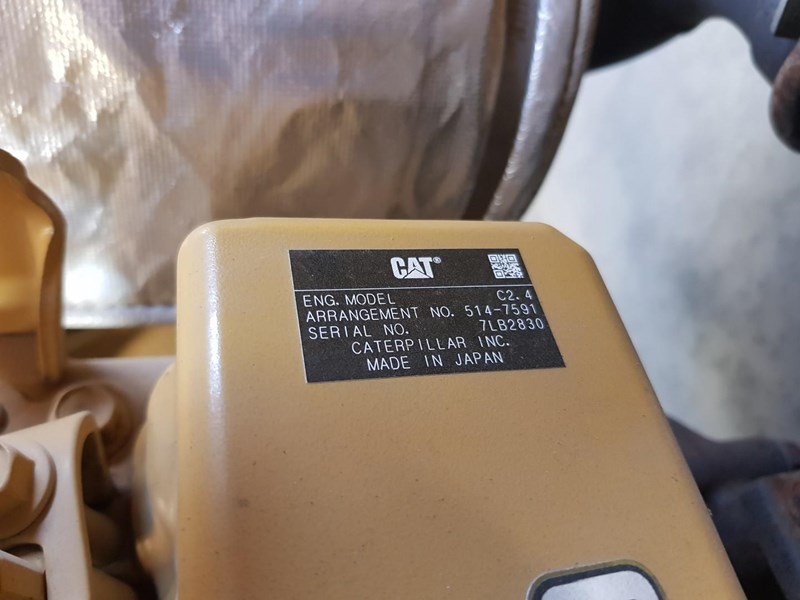 CAT®
ENG. MODEL C2.4
ARRANGEMENT NO. 514-7591
SERIAL NO. 7LB2830
CATERPILLAR INC.
MADE IN JAPAN